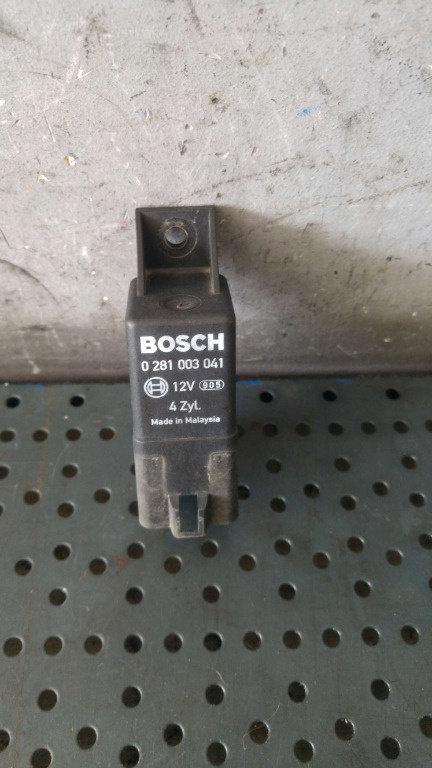 BOSCH
0 281 003 041
12V 905
4 Zyl.
Made in Malaysia